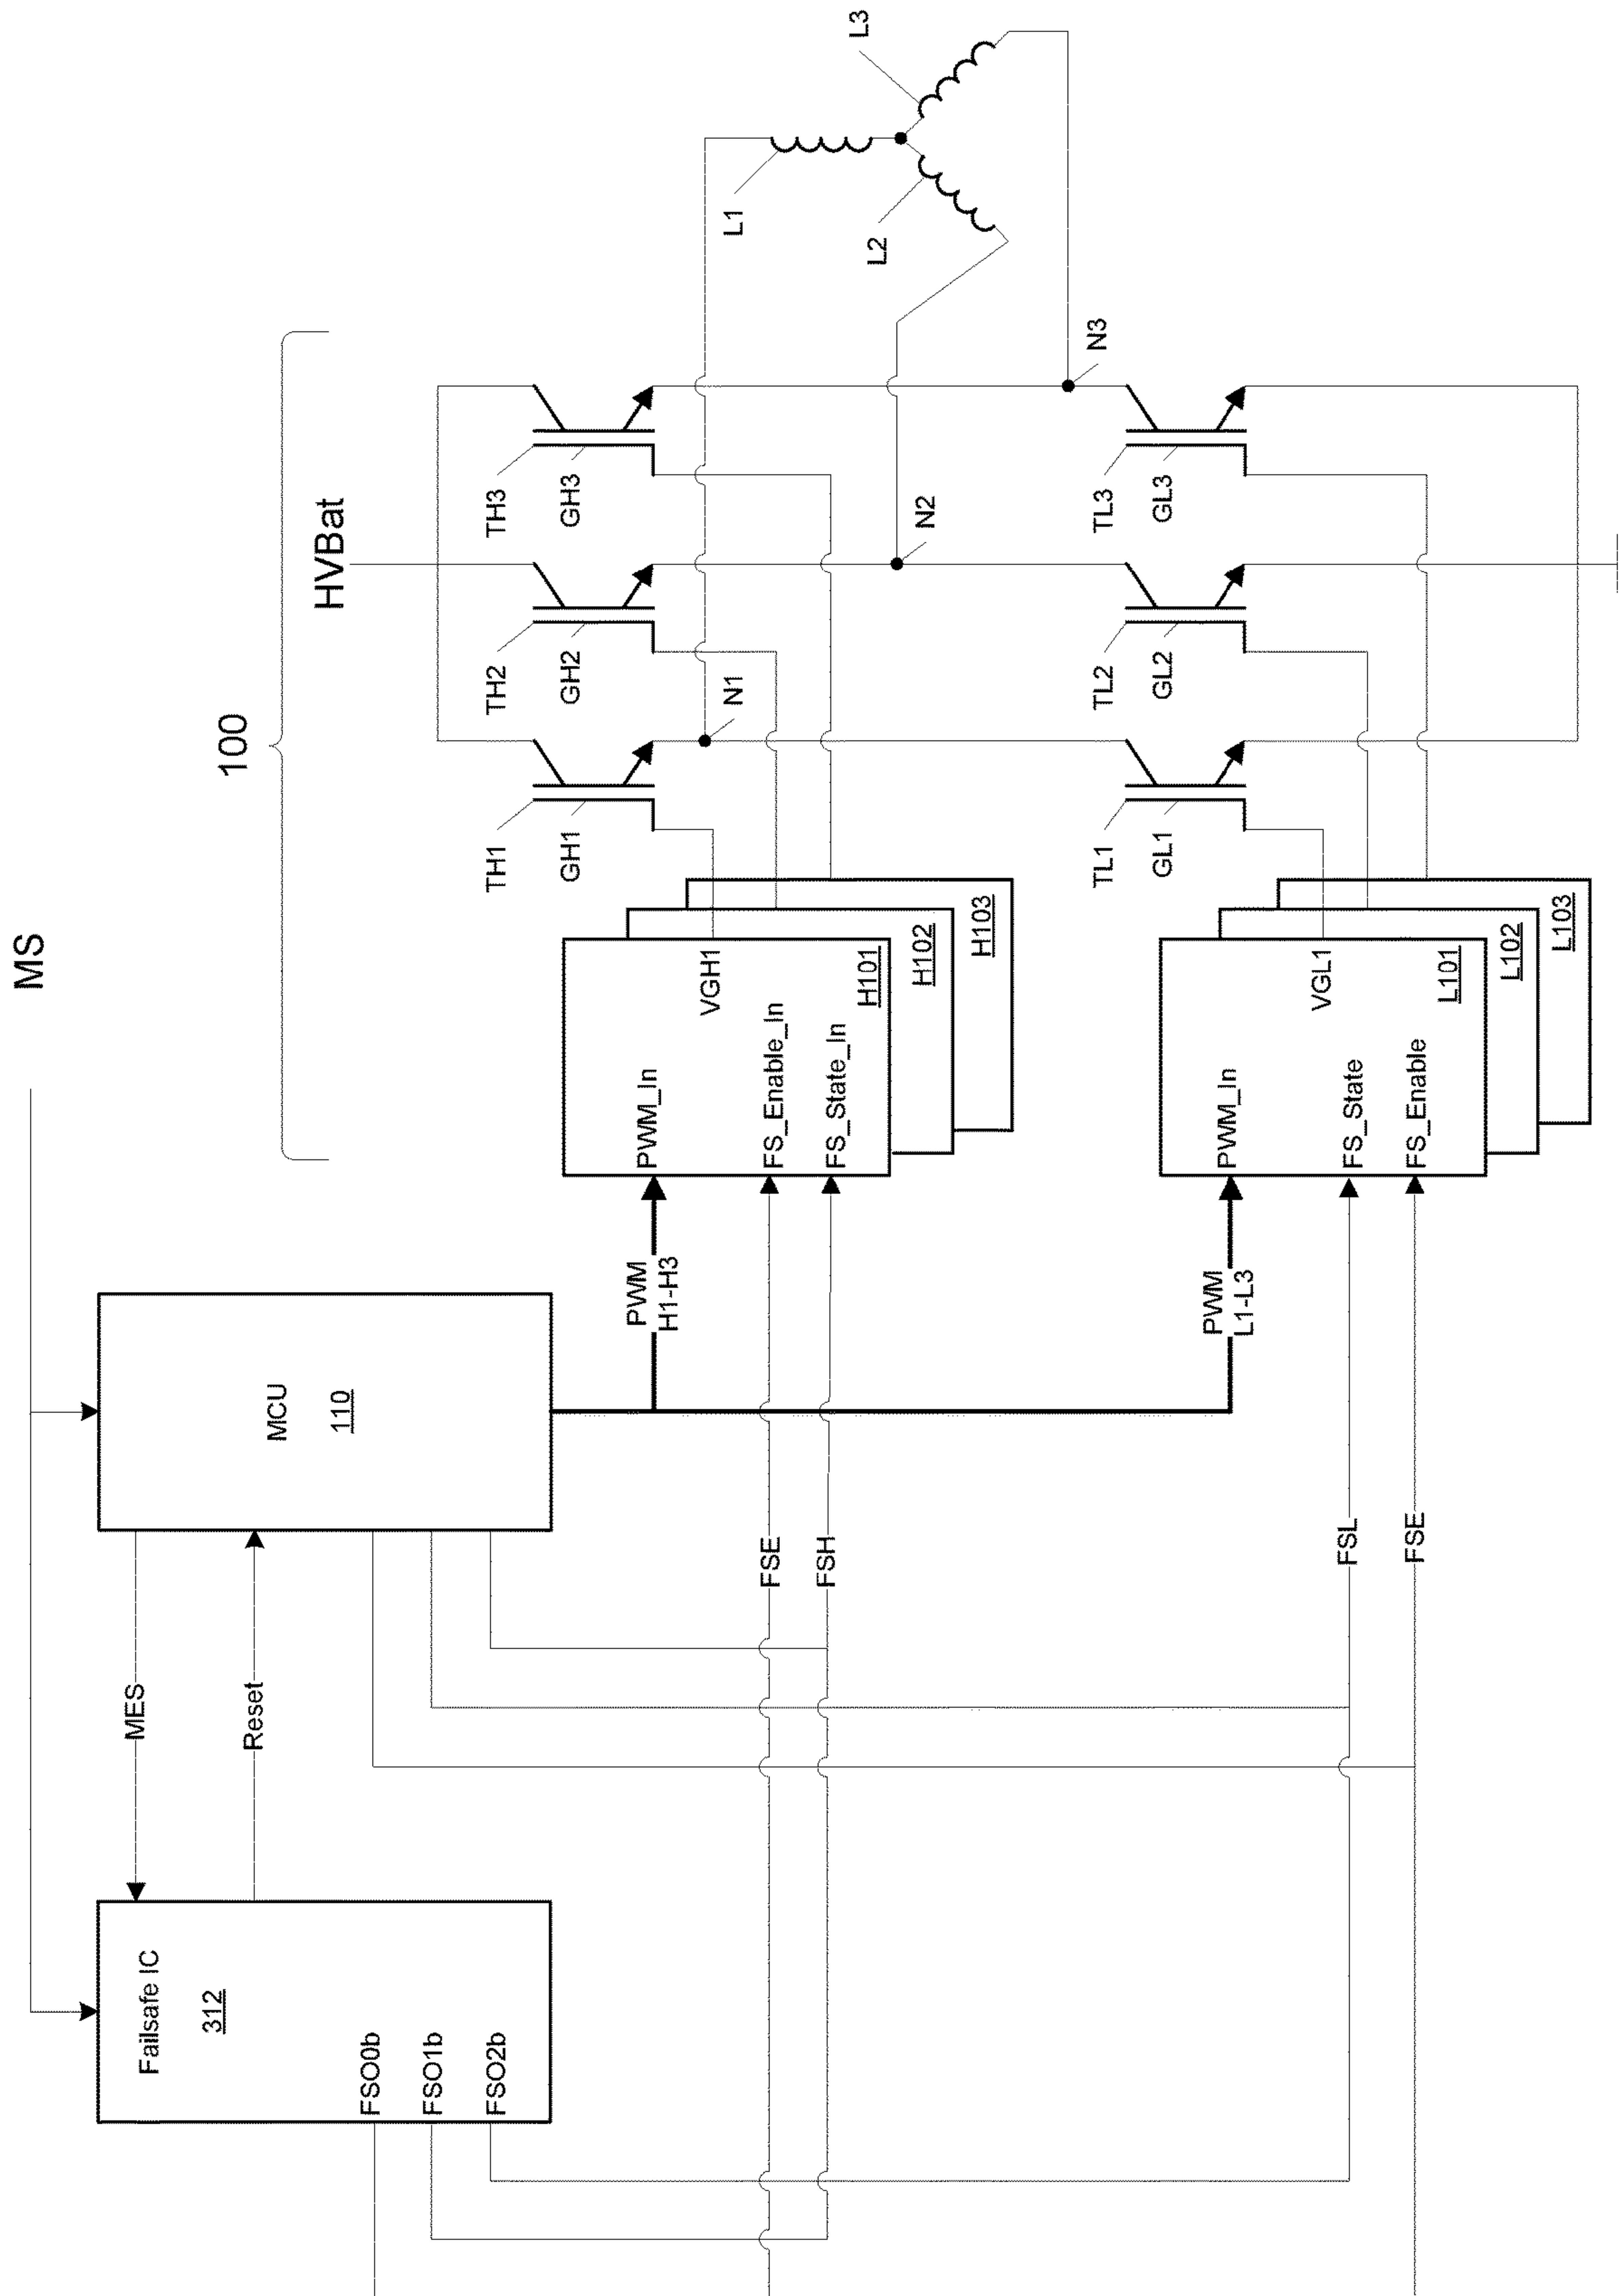 MS
Failsafe IC
312
FSO0b
FSO1b
FSO2b
MES
Reset
MCU
110
PWM
H1-H3
PWM
L1-L3
FSE
FSH
FSL
FSE
100
HVBat
PWM_In
VGH1
FS_Enable_In
FS_State_In
H101
H102
H103
PWM_In
VGL1
FS_State
FS_Enable
L101
L102
L103
TH1
GH1
TH2
GH2
TH3
GH3
N1
N2
N3
TL1
GL1
TL2
GL2
TL3
GL3
L1
L2
L3